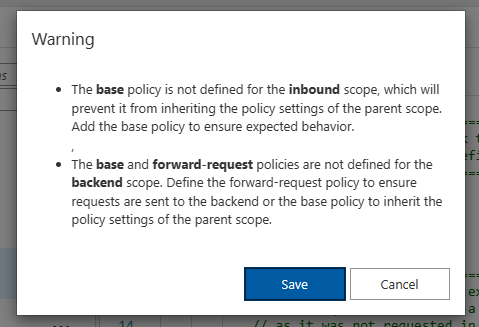 Warning
• The base policy is not defined for the inbound scope, which will
prevent it from inheriting the policy settings of the parent scope.
Add the base policy to ensure expected behavior.
,
• The base and forward-request policies are not defined for the
backend scope. Define the forward-request policy to ensure
requests are sent to the backend or the base policy to inherit the
policy settings of the parent scope.
Save Cancel
14 // as it was not requested in